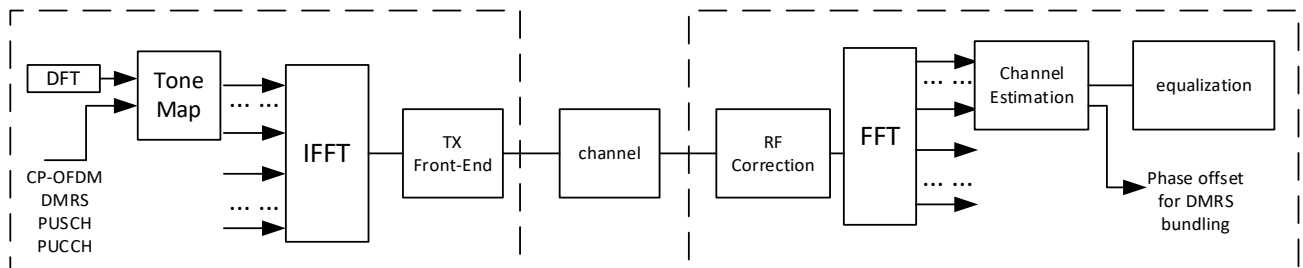 DFT
Tone
Map
... ...
... ...
CP-OFDM
DMRS
PUSCH
PUCCH
IFFT
TX
Front-End
channel
RF
Correction
FFT
... ...
... ...
Channel
Estimation
equalization
Phase offset
for DMRS
bundling